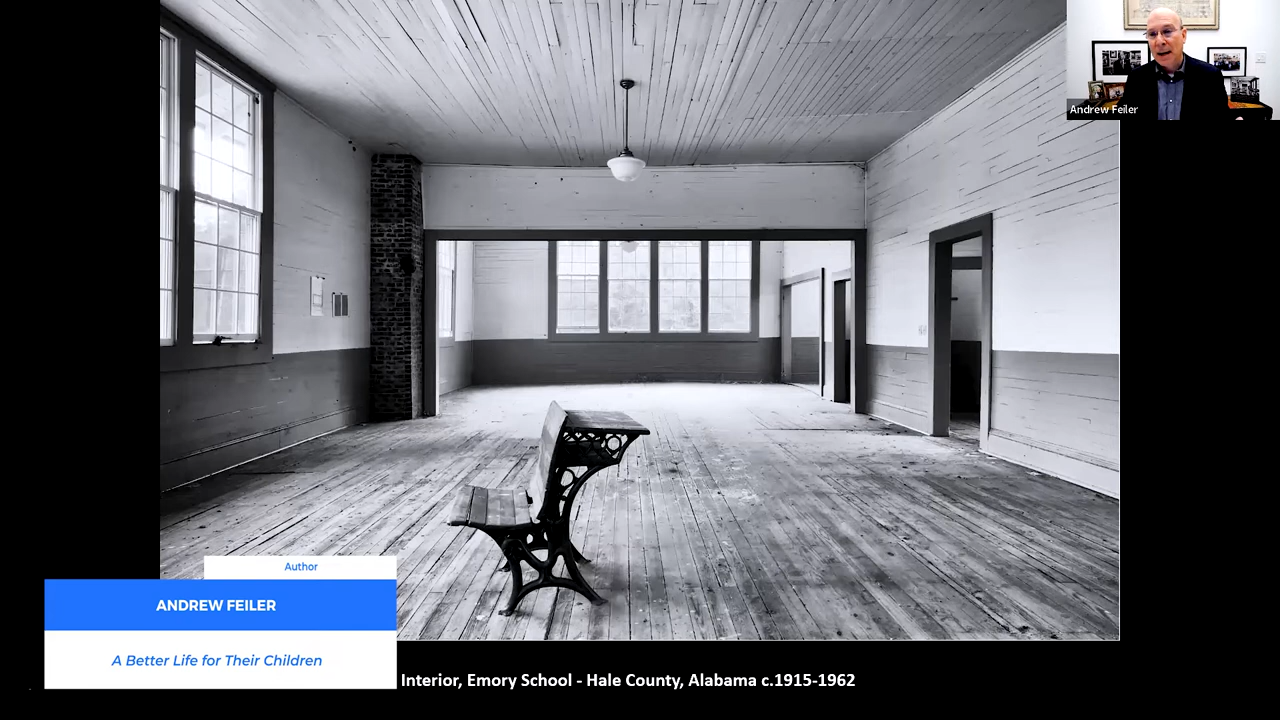 Andrew Feiler
Author
ANDREW FEILER
A Better Life for Their Children
Interior, Emory School - Hale County, Alabama c.1915-1962